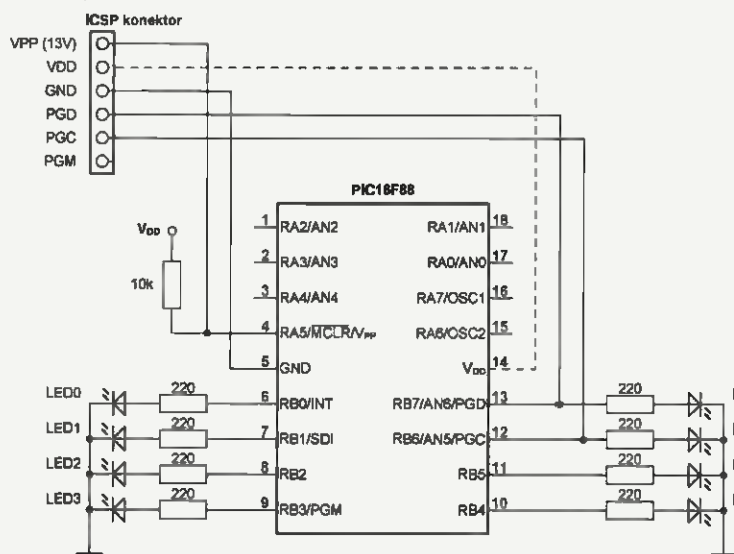 ICSP konektor
VPP (13V)
VDD
GND
PGD
PGC
PGM
PIC16F88
VDD
10k
1 RA2/AN2
2 RA3/AN3
3 RA4/AN4
4 RA5/MCLR/VPP
5 GND
6 RB0/INT
7 RB1/SDI
8 RB2
9 RB3/PGM
RA1/AN1 18
RA0/AN0 17
RA7/OSC1 16
RA6/OSC2 15
VDD 14
RB7/AN6/PGD 13
RB6/AN5/PGC 12
RB5 11
RB4 10
LED0 220
LED1 220
LED2 220
LED3 220
220
220
220
220